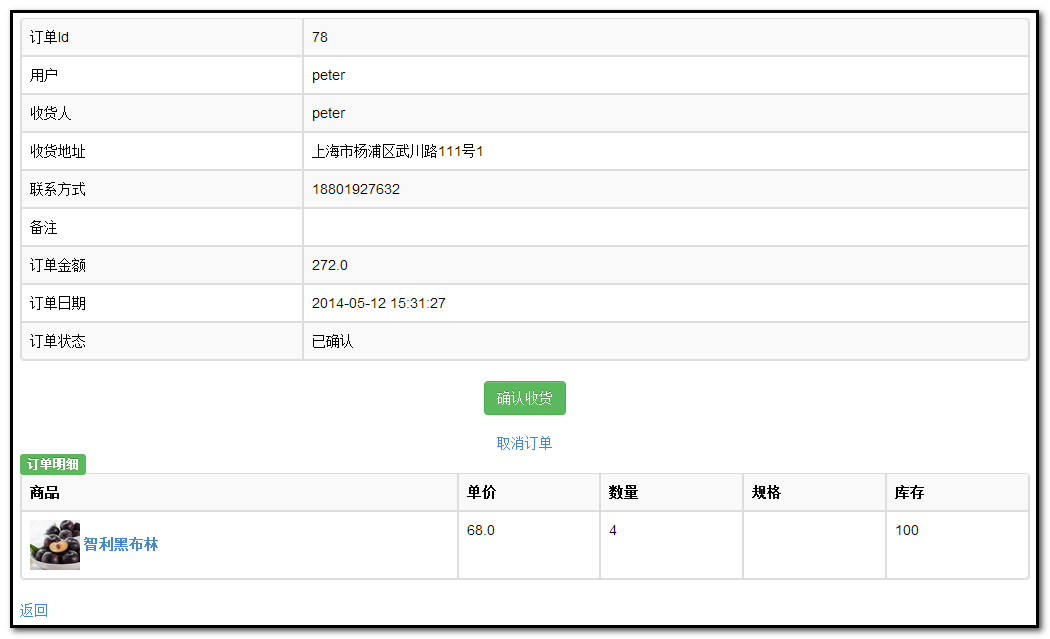 订单Id 78
用户 peter
收货人 peter
收货地址 上海市杨浦区武川路111号1
联系方式 18801927632
备注
订单金额 272.0
订单日期 2014-05-12 15:31:27
订单状态 已确认
确认收货
取消订单
订单明细
商品 单价 数量 规格 库存
智利黑布林 68.0 4 100
返回